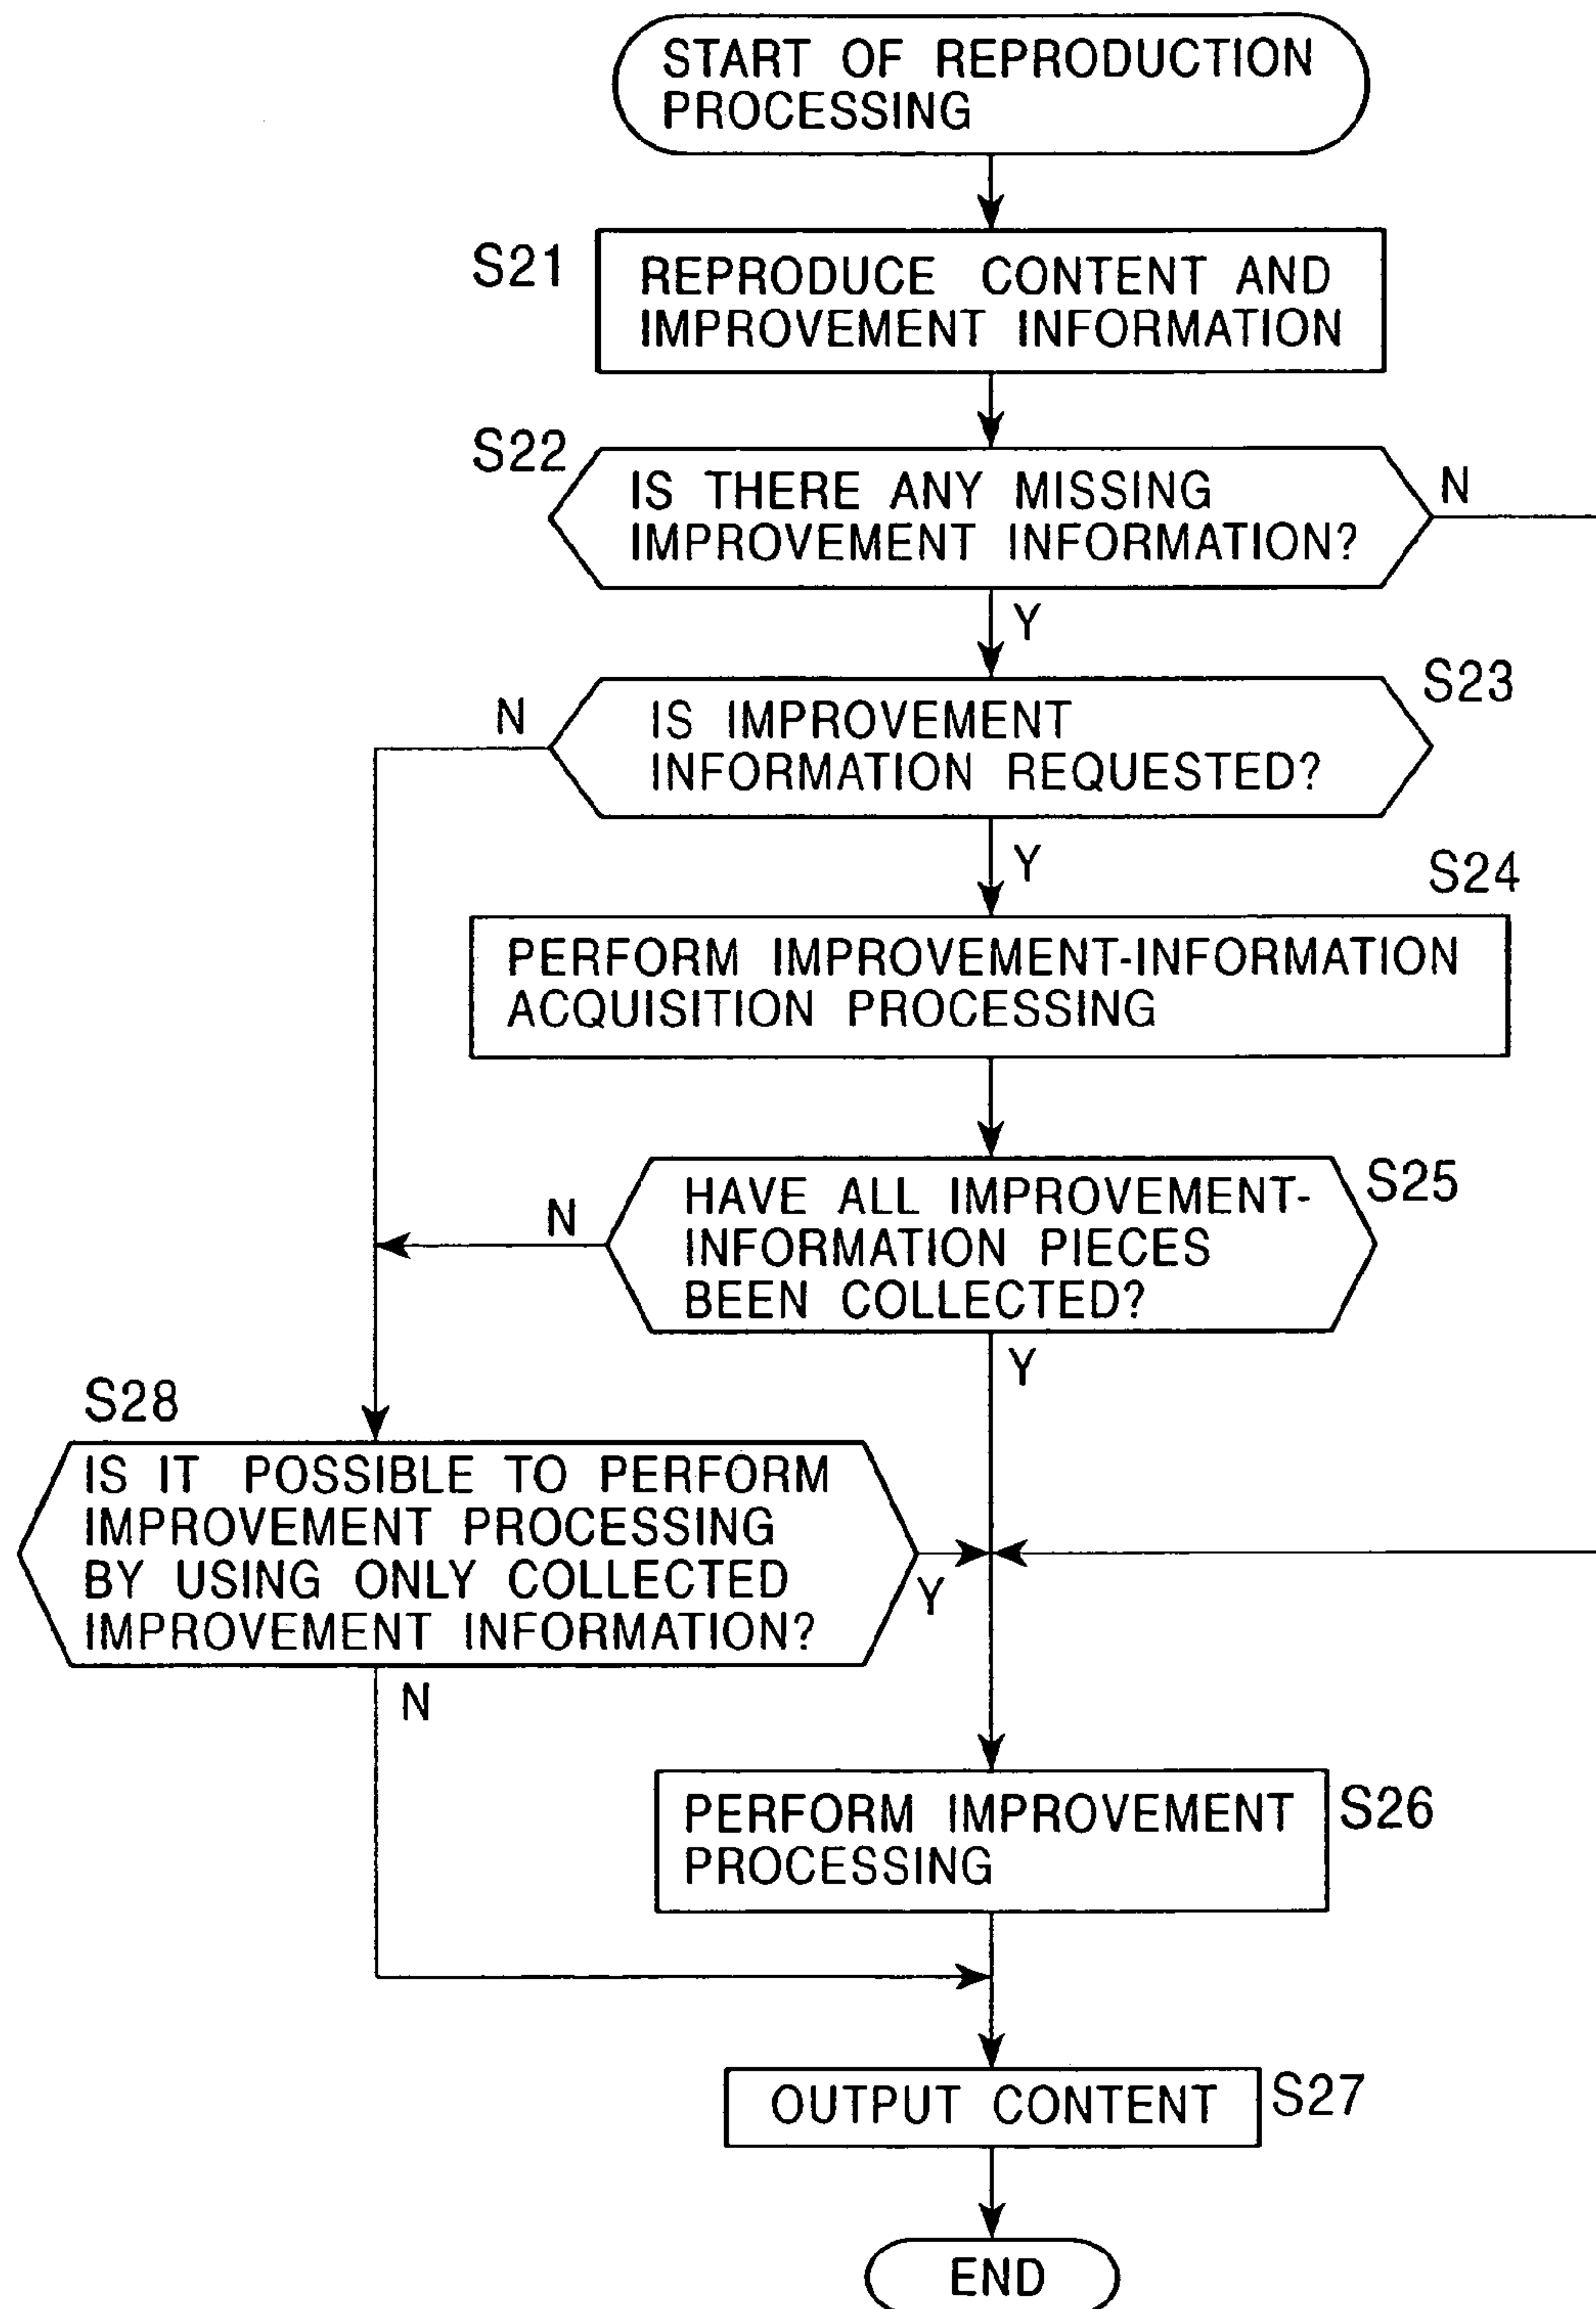 START OF REPRODUCTION
PROCESSING
S21
REPRODUCE CONTENT AND
IMPROVEMENT INFORMATION
S22
IS THERE ANY MISSING
IMPROVEMENT INFORMATION?
N
Y
S23
N
IS IMPROVEMENT
INFORMATION REQUESTED?
Y
S24
PERFORM IMPROVEMENT-INFORMATION
ACQUISITION PROCESSING
S25
N
HAVE ALL IMPROVEMENT-
INFORMATION PIECES
BEEN COLLECTED?
Y
S28
IS IT POSSIBLE TO PERFORM
IMPROVEMENT PROCESSING
BY USING ONLY COLLECTED
IMPROVEMENT INFORMATION?
Y
N
PERFORM IMPROVEMENT
PROCESSING
S26
OUTPUT CONTENT
S27
END